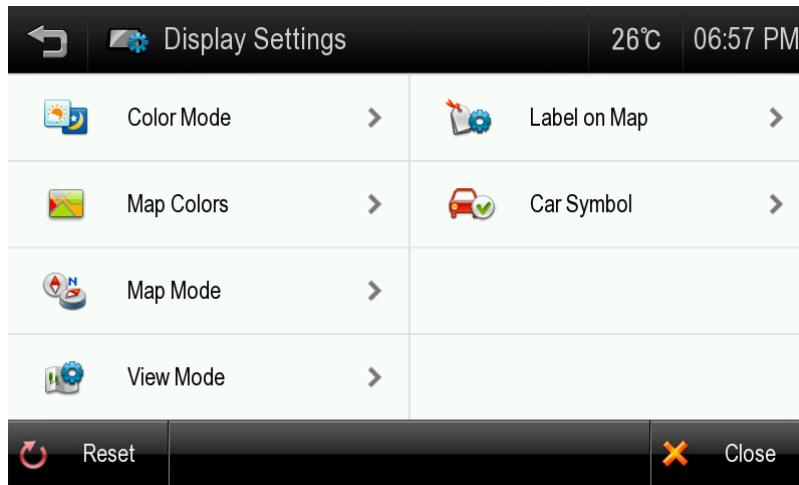 Display Settings
26℃
06:57 PM
Color Mode
Label on Map
Map Colors
Car Symbol
N
Map Mode
View Mode
Reset
Close